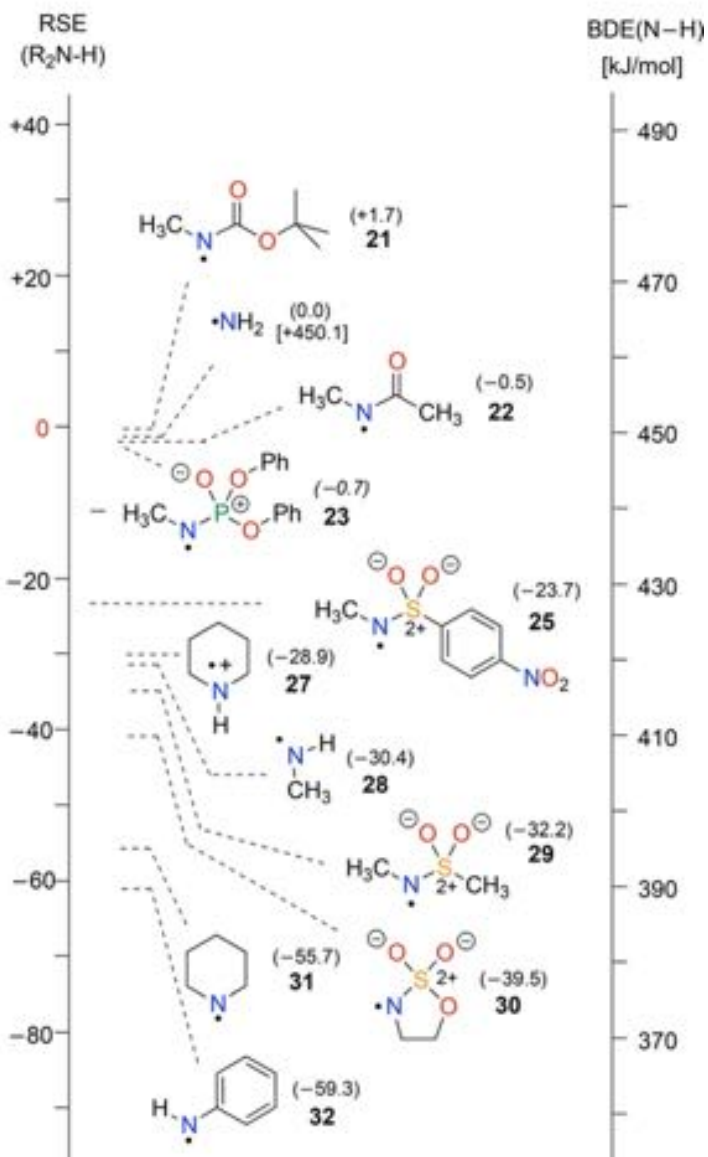 RSE
(R₂N-H)
BDE(N–H)
[kJ/mol]
+40
+20
0
−20
−40
−60
−80
490
470
450
430
410
390
370
O
H₃C
N
O
(+1.7)
21
NH₂
(0.0)
[+450.1]
O
H₃C
N
CH₃
(−0.5)
22
O
O
Ph
H₃C
P
N
O
Ph
(−0.7)
23
O
O
H₃C
S
N
2+
NO₂
(−23.7)
25
N
H
(−28.9)
27
N
H
CH₃
(−30.4)
28
O
O
H₃C
S
N
2+
CH₃
(−32.2)
29
O
O
S
2+
N
O
(−39.5)
30
N
(−55.7)
31
H
N
(−59.3)
32